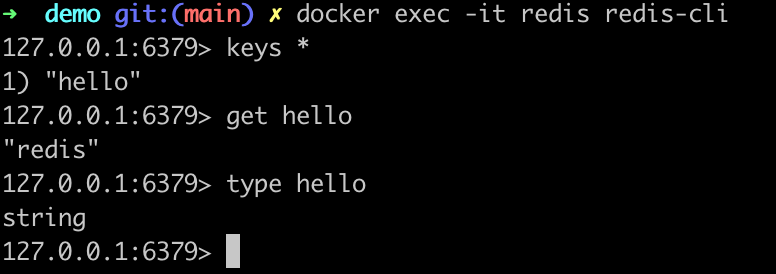 ➜  demo git:(main) ✗ docker exec -it redis redis-cli
127.0.0.1:6379> keys *
1) "hello"
127.0.0.1:6379> get hello
"redis"
127.0.0.1:6379> type hello
string
127.0.0.1:6379>